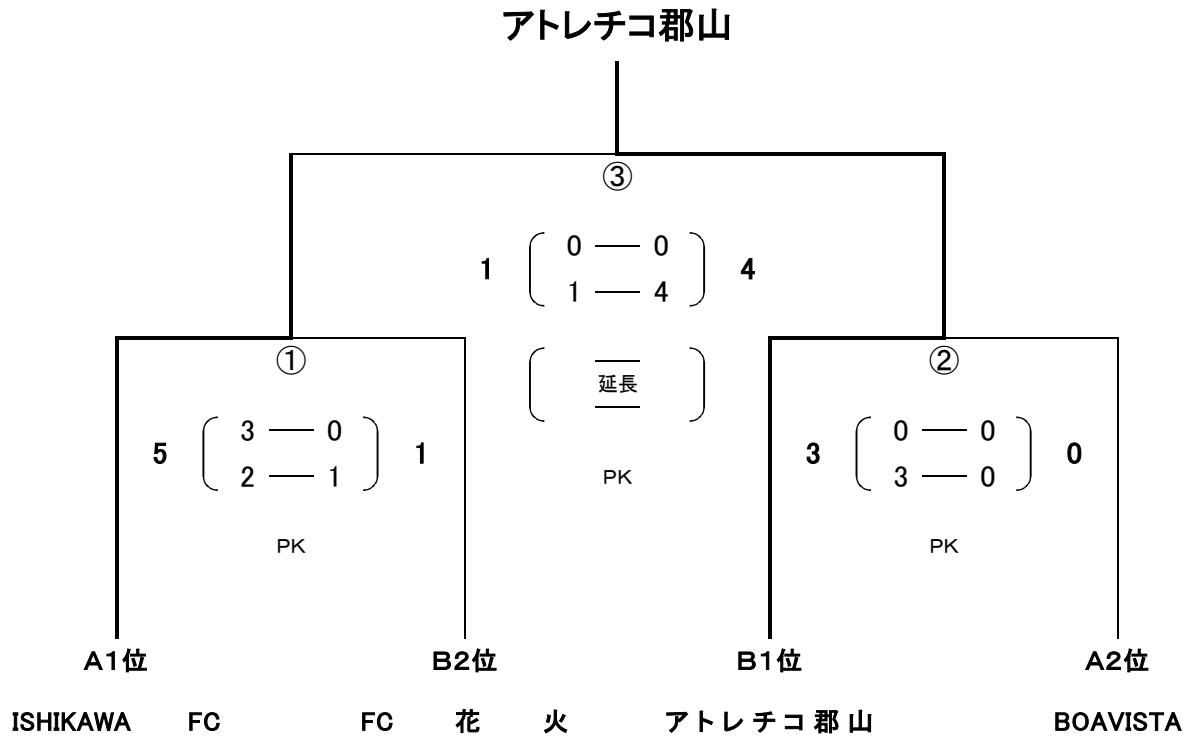 アトレチコ郡山
③
0 0
1 4
1 4
① ②
延長
3 0 0 0
5 1 3 0
2 1 3 0
PK
PK PK
A1位 B2位 B1位 A2位
ISHIKAWA FC FC 花 火 アトレチコ郡山 BOAVISTA